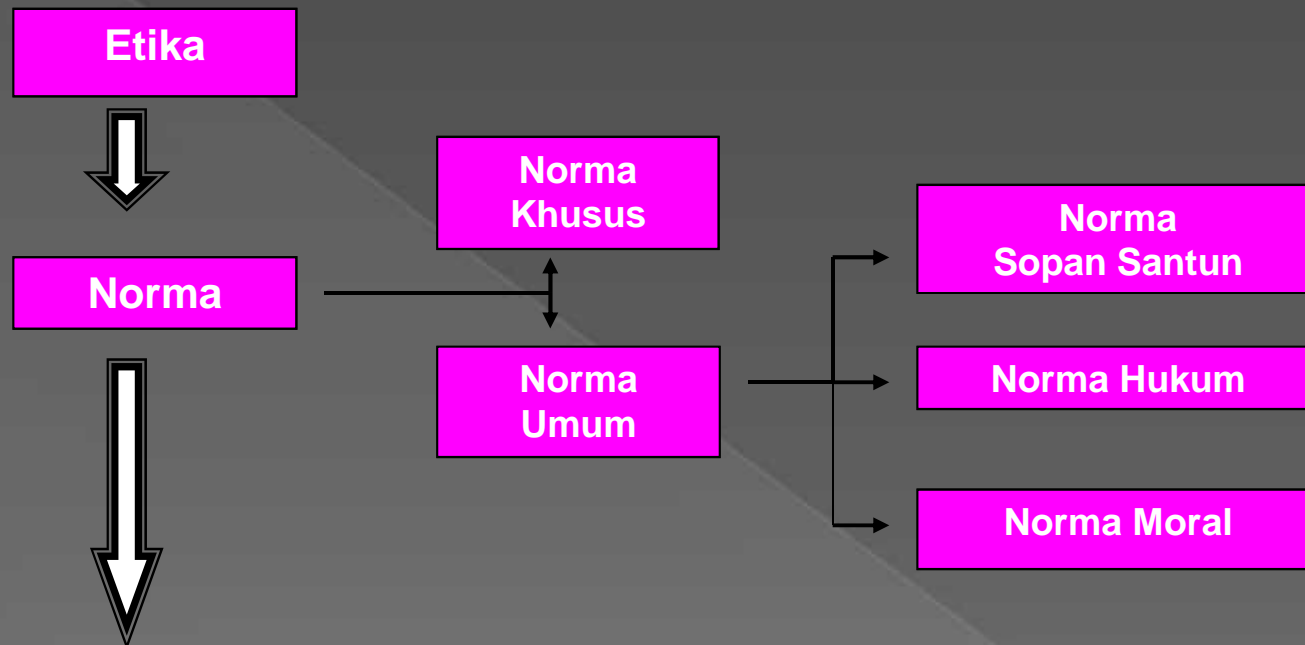 Etika
Norma
Khusus
Norma
Sopan Santun
Norma
Norma
Umum
Norma Hukum
Norma Moral